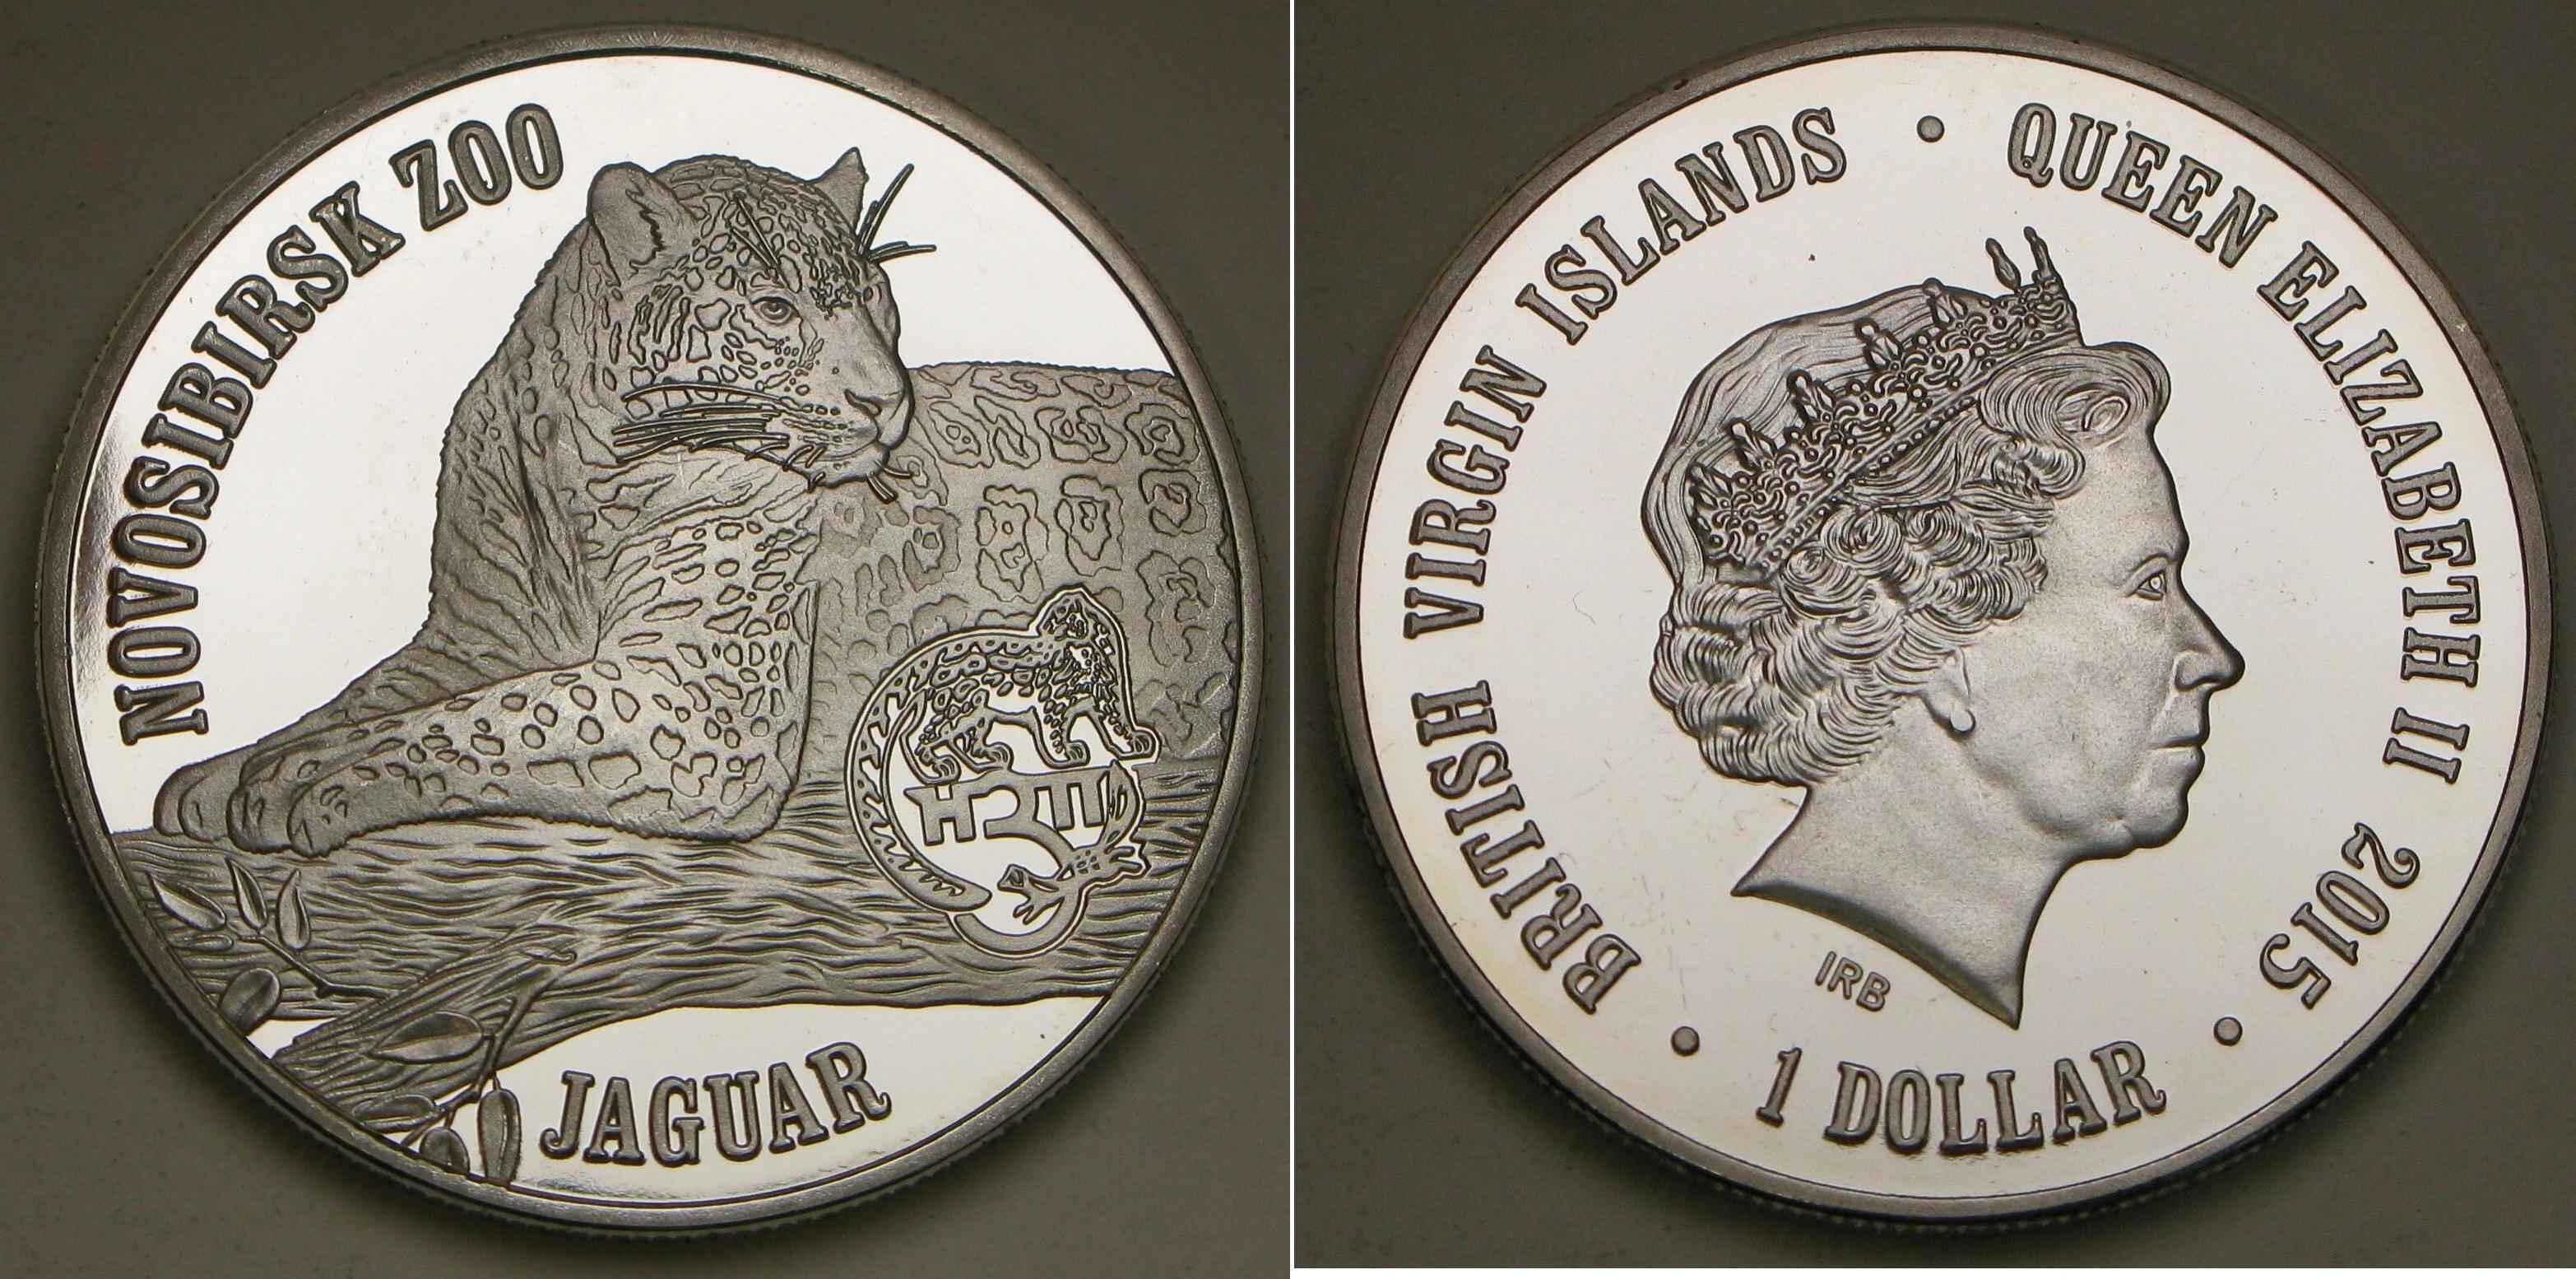 NOVOSIBIRSK ZOO
НЗП
JAGUAR
BRITISH VIRGIN ISLANDS • QUEEN ELIZABETH II 2015
IRB
• 1 DOLLAR •